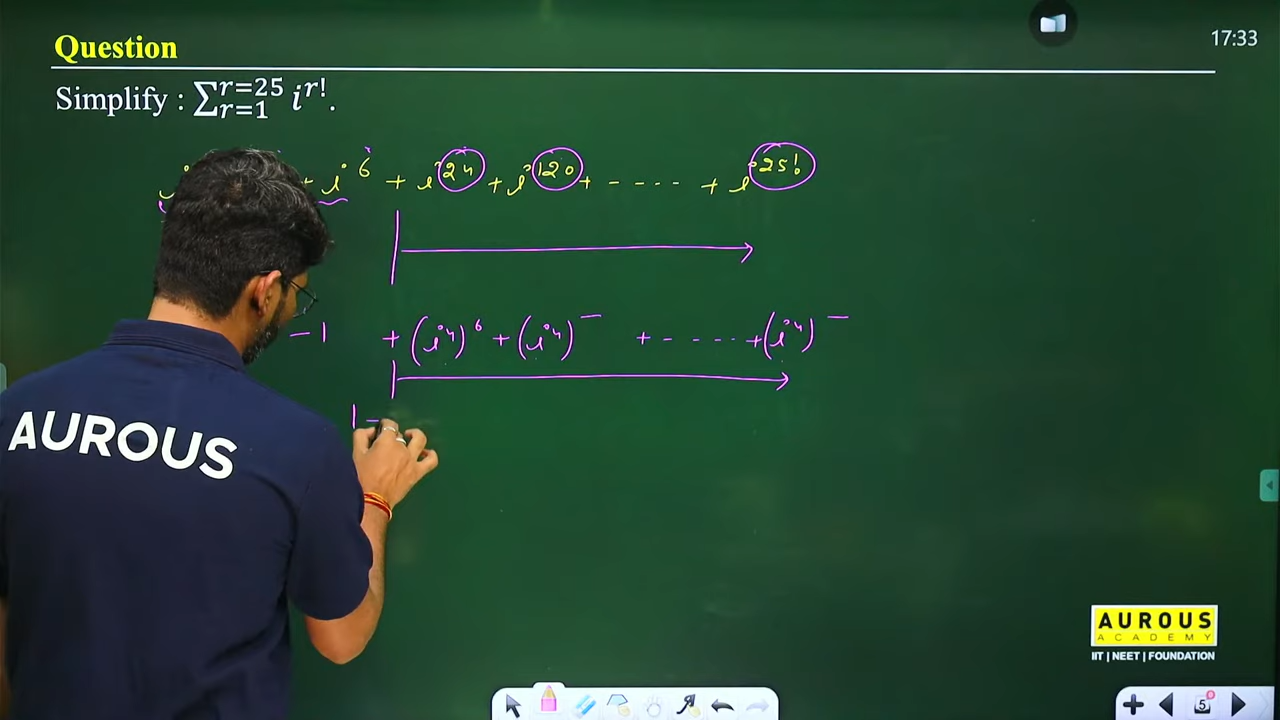 17:33
Question
Simplify : ∑_{r=1}^{r=25} i^{r!}.
+ i^6 + i^24 + i^120 + - - - - + i^25!
-1 + (i^4)^6 + (i^4)^— + - - - - - + (i^4)^—
1 -
AUROUS
AUROUS
ACADEMY
IIT | NEET | FOUNDATION
5